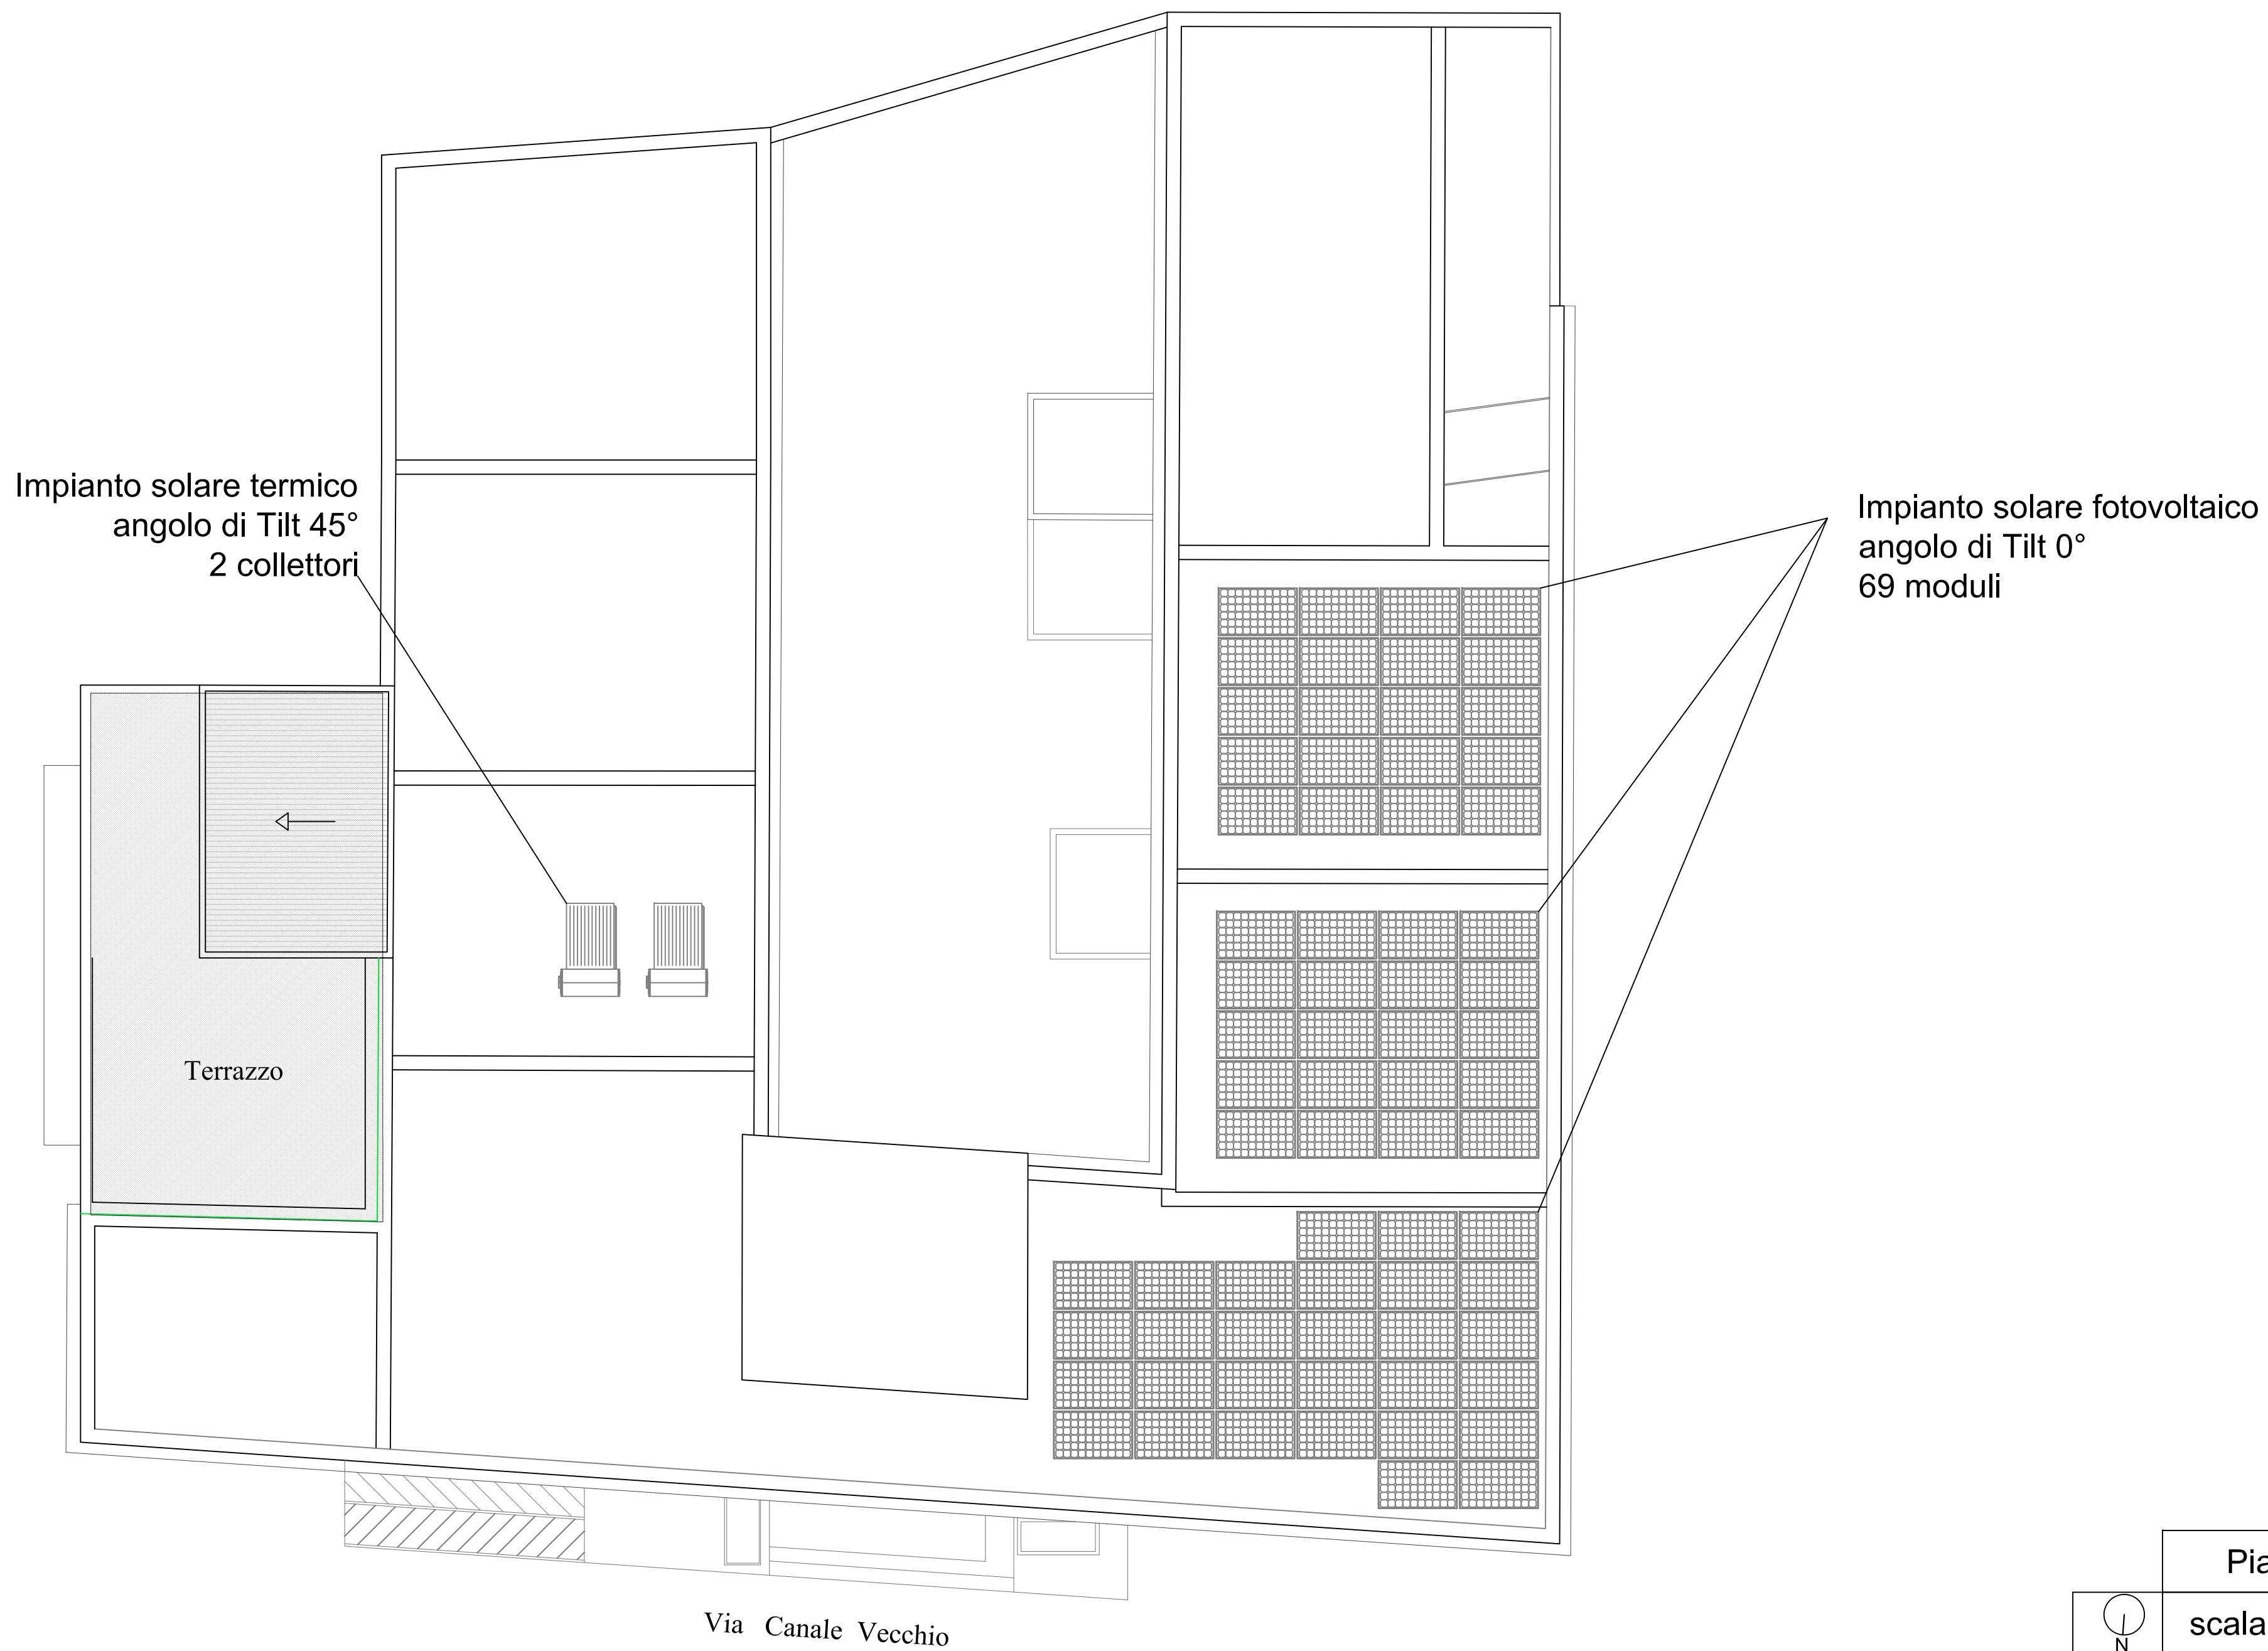 Impianto solare termico
angolo di Tilt 45°
2 collettori
Impianto solare fotovoltaico
angolo di Tilt 0°
69 moduli
Terrazzo
Via Canale Vecchio
scala
N